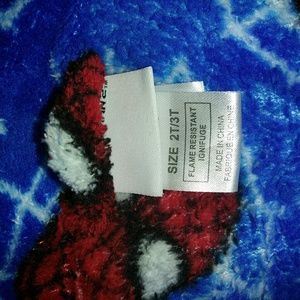 SIZE 2T/3T
FLAME RESISTANT
IGNIFUGE
MADE IN CHINA
FABRIQUÉ EN CHINE